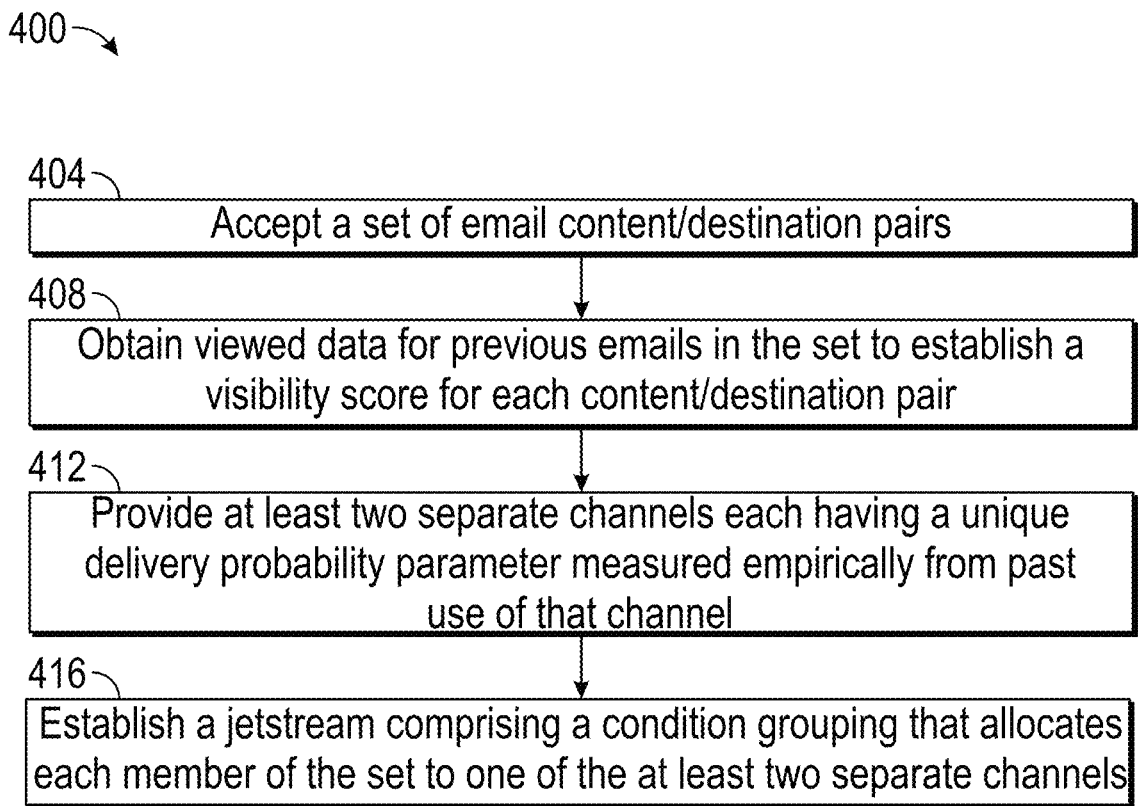 400
404
Accept a set of email content/destination pairs
408
Obtain viewed data for previous emails in the set to establish a
visibility score for each content/destination pair
412
Provide at least two separate channels each having a unique
delivery probability parameter measured empirically from past
use of that channel
416
Establish a jetstream comprising a condition grouping that allocates
each member of the set to one of the at least two separate channels